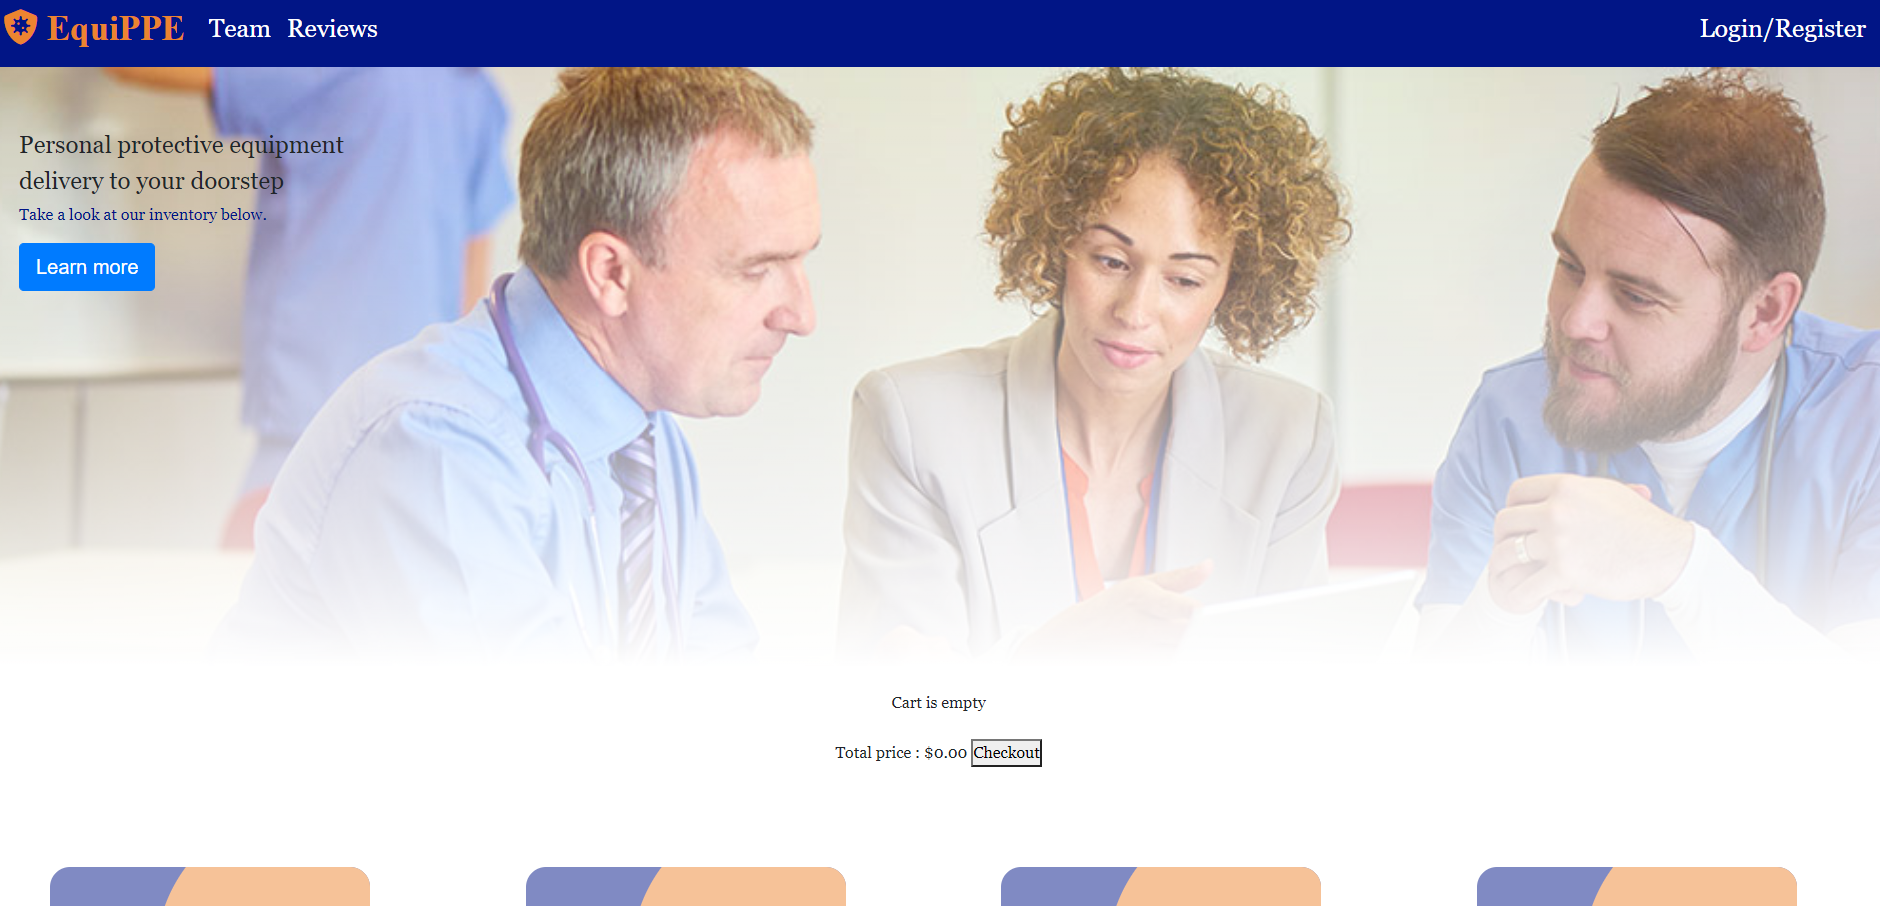 EquiPPE Team Reviews Login/Register
Personal protective equipment
delivery to your doorstep
Take a look at our inventory below.
Learn more
Cart is empty
Total price : $0.00 Checkout